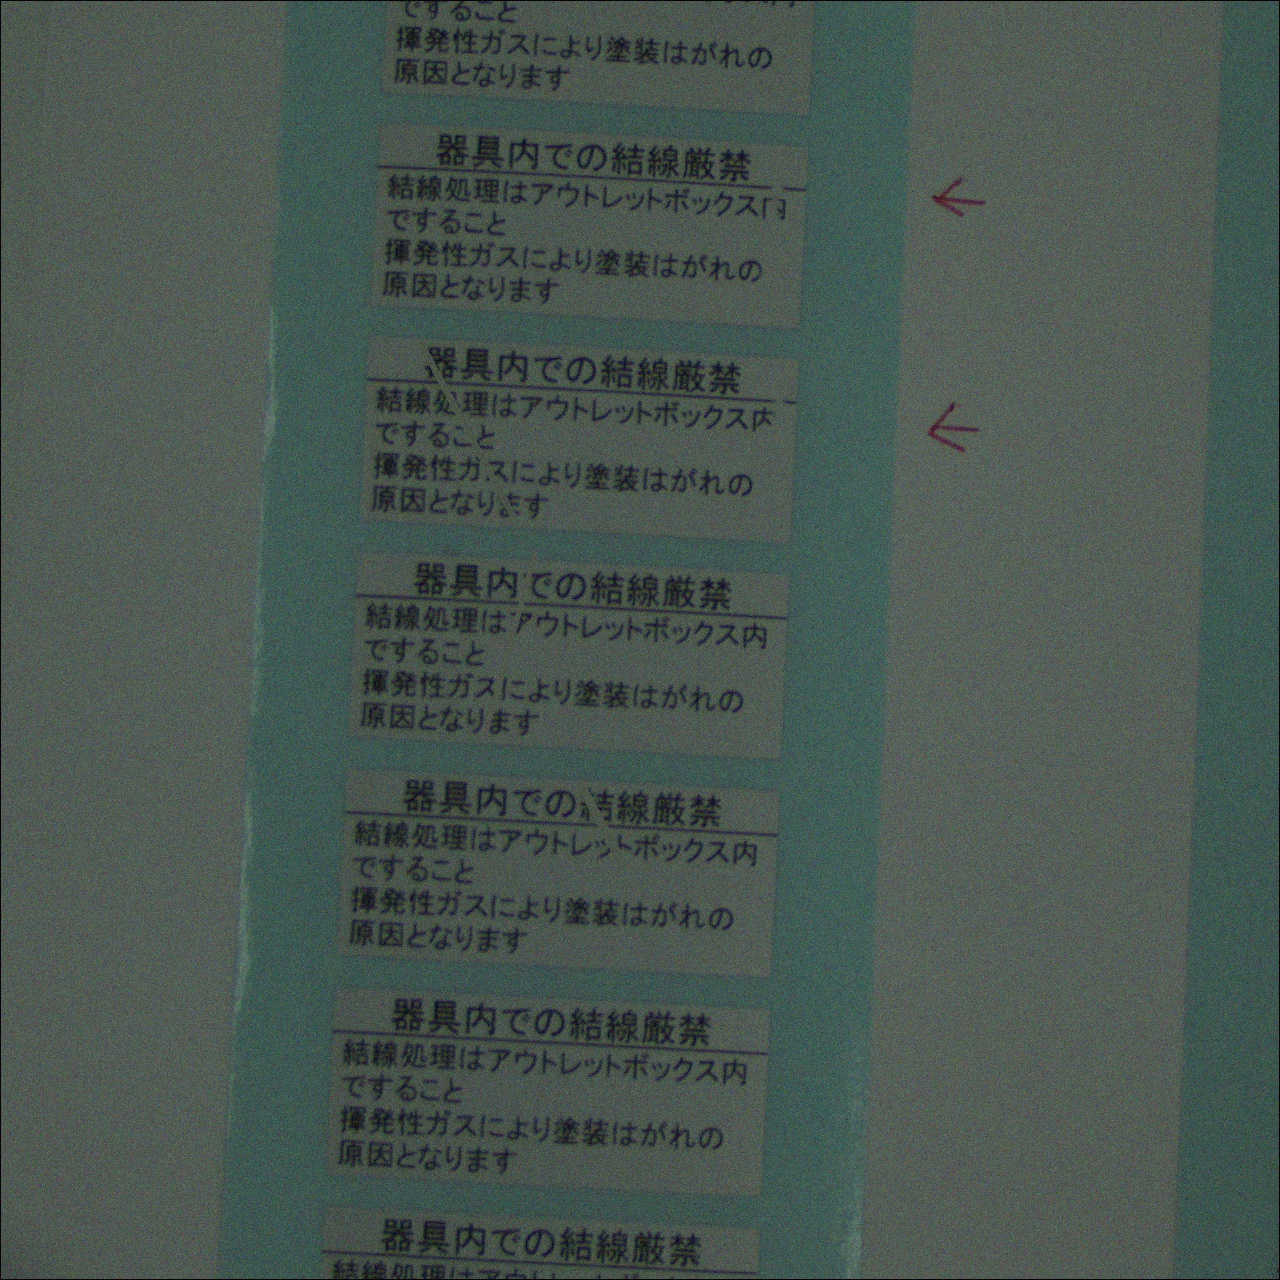 ですること
揮発性ガスにより塗装はがれの
原因となります
器具内での結線厳禁
結線処理はアウトレットボックス内
ですること
揮発性ガスにより塗装はがれの
原因となります
器具内での結線厳禁
結線処理はアウトレットボックス内
ですること
揮発性ガスにより塗装はがれの
原因となります
器具内での結線厳禁
結線処理はアウトレットボックス内
ですること
揮発性ガスにより塗装はがれの
原因となります
器具内での結線厳禁
結線処理はアウトレットボックス内
ですること
揮発性ガスにより塗装はがれの
原因となります
器具内での結線厳禁
結線処理はアウトレットボックス内
ですること
揮発性ガスにより塗装はがれの
原因となります
器具内での結線厳禁